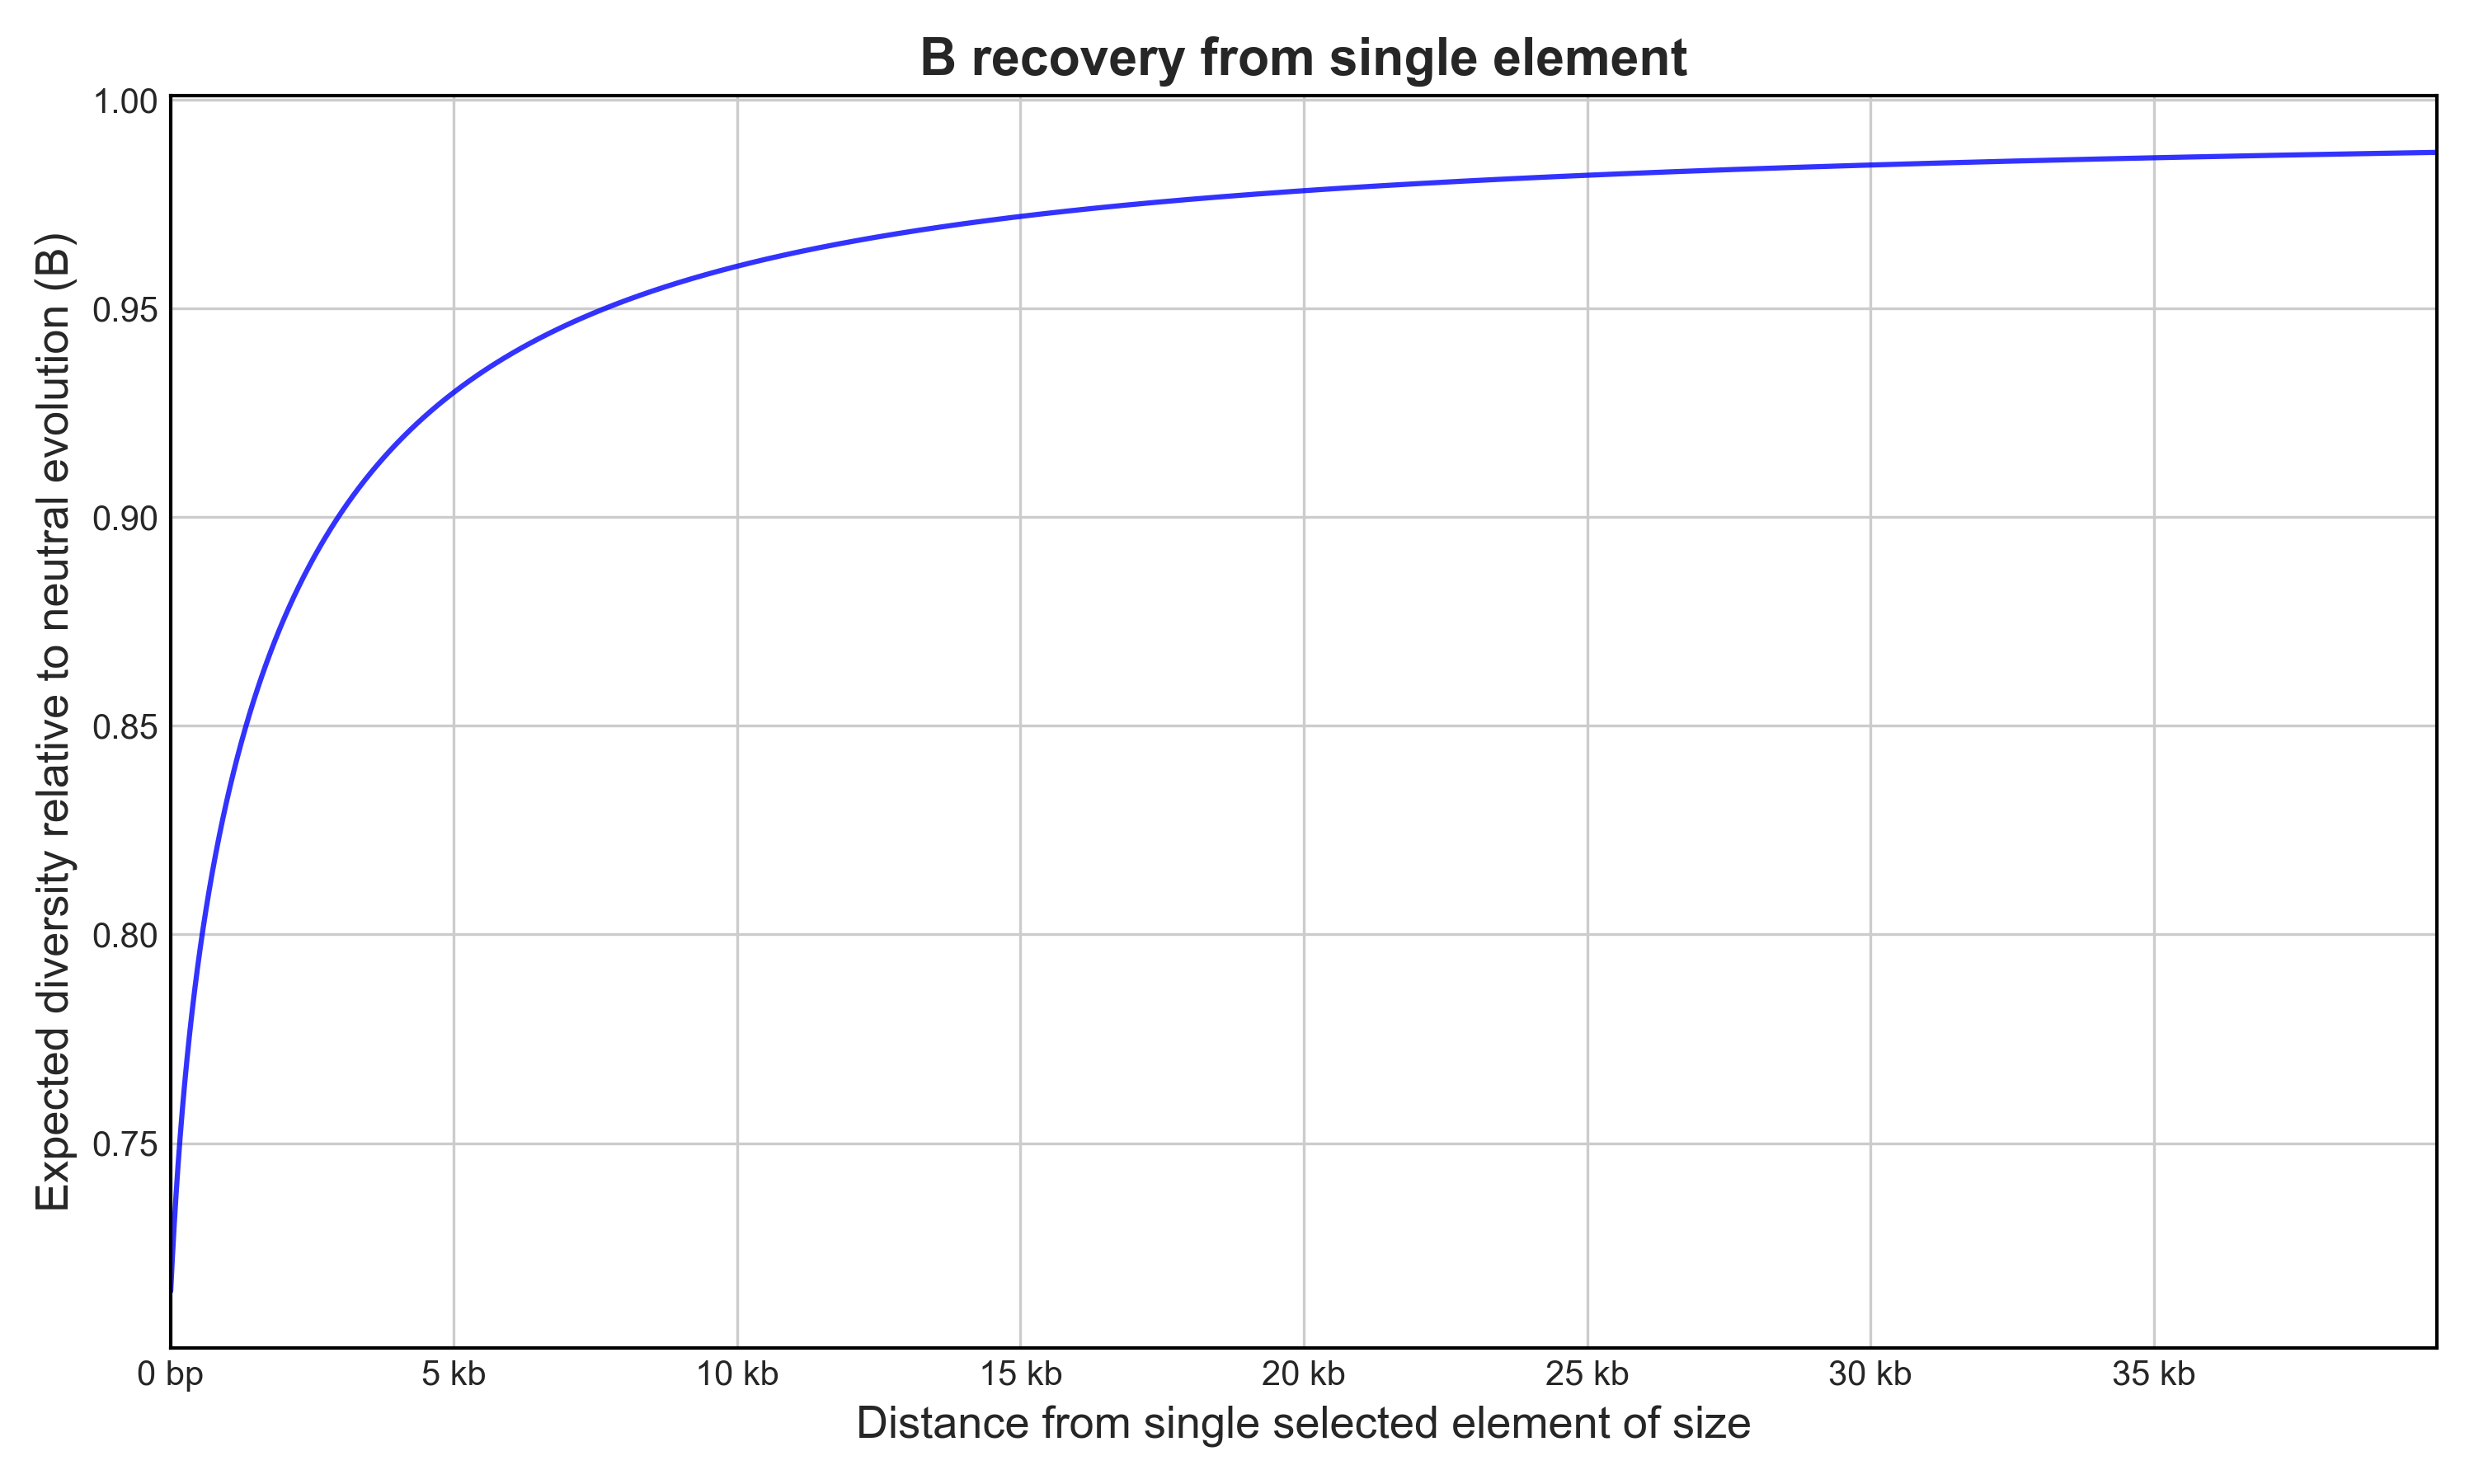 B recovery from single element
Expected diversity relative to neutral evolution (B)
1.00
0.95
0.90
0.85
0.80
0.75
0 bp
5 kb
10 kb
15 kb
20 kb
25 kb
30 kb
35 kb
Distance from single selected element of size